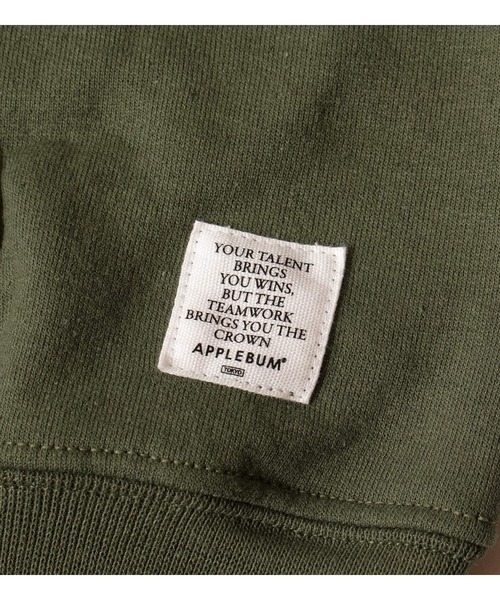 YOUR TALENT
BRINGS
YOU WINS,
BUT THE
TEAMWORK
BRINGS YOU THE
CROWN
APPLEBUM®
TOKYO